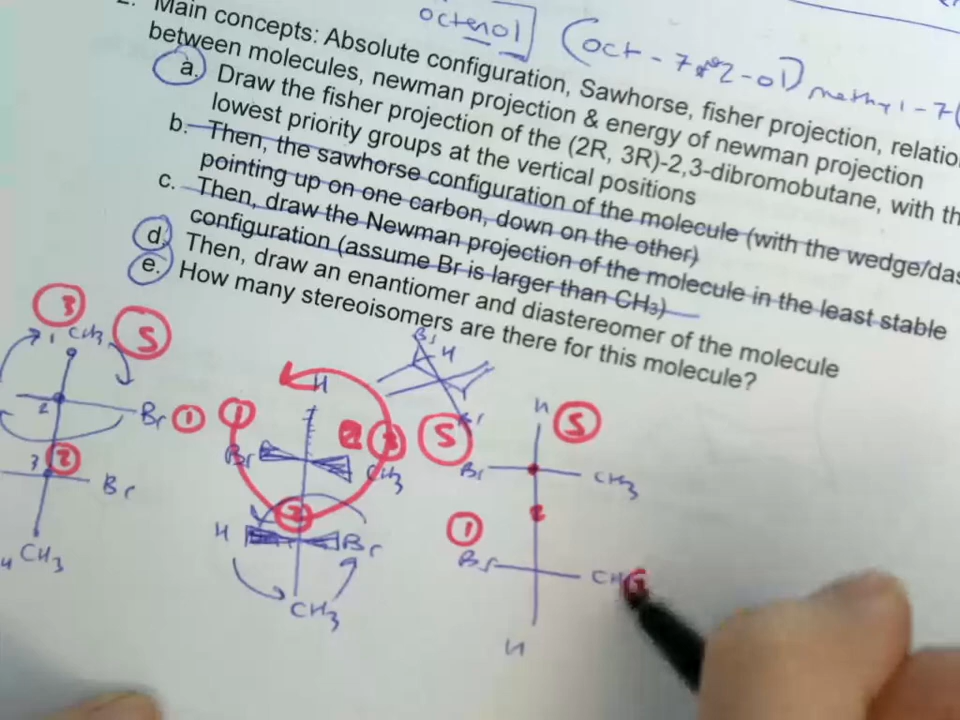 octenol (oct-7 2-ol) methyl-7(
2. Main concepts: Absolute configuration, Sawhorse, fisher projection, relatio
between molecules, newman projection & energy of newman projection
a. Draw the fisher projection of the (2R, 3R)-2,3-dibromobutane, with th
lowest priority groups at the vertical positions
b. Then, the sawhorse configuration of the molecule (with the wedge/das
pointing up on one carbon, down on the other)
c. Then, draw the Newman projection of the molecule in the least stable
configuration (assume Br is larger than CH₃)
d. Then, draw an enantiomer and diastereomer of the molecule
e. How many stereoisomers are there for this molecule?
3 S
1 CH3
2 Br 1
3 2 Br
4 CH3
Br H
Br
H
1 2 3 S
Br CH3
2
H Br
CH3
H S
Br CH3
2
1
Br CH
H